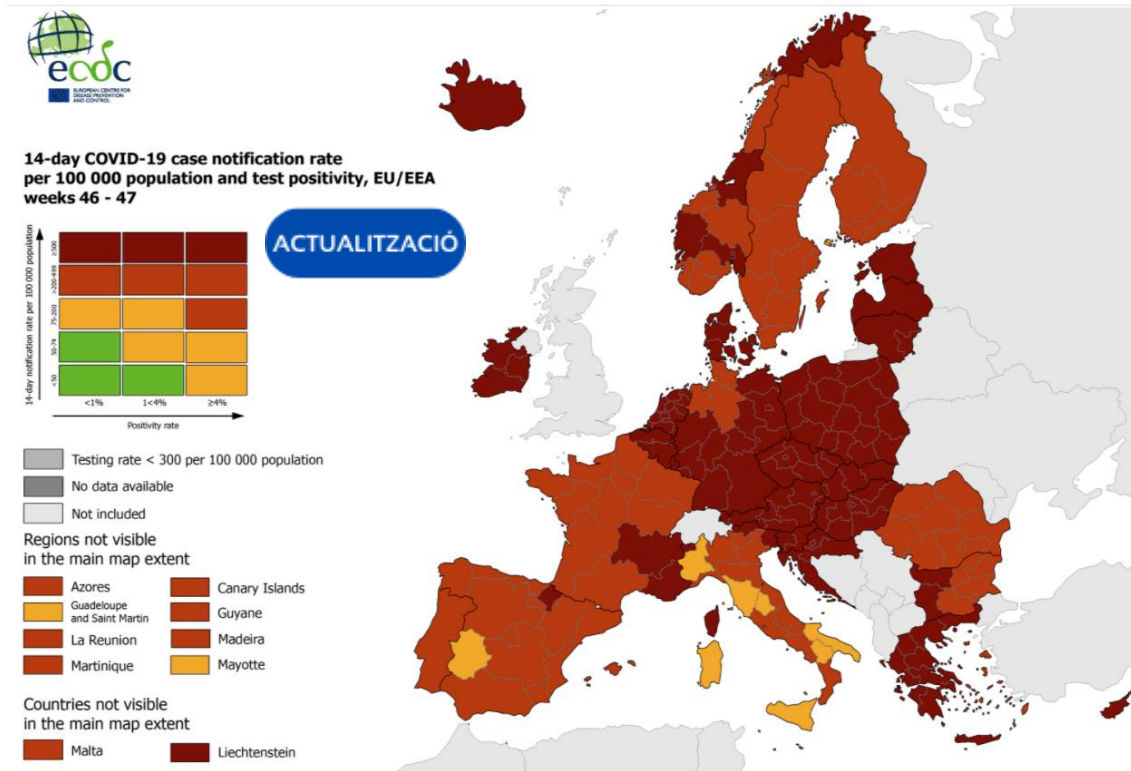 ecdc
EUROPEAN CENTRE FOR
DISEASE PREVENTION
AND CONTROL
14-day COVID-19 case notification rate
per 100 000 population and test positivity, EU/EEA
weeks 46 - 47
ACTUALITZACIÓ
14-day notification rate per 100 000 population
≥500
>200-499
75-200
50-74
<50
<1%
1<4%
≥4%
Positivity rate
Testing rate < 300 per 100 000 population
No data available
Not included
Regions not visible
in the main map extent
Azores
Canary Islands
Guadeloupe
and Saint Martin
Guyane
La Reunion
Madeira
Martinique
Mayotte
Countries not visible
in the main map extent
Malta
Liechtenstein